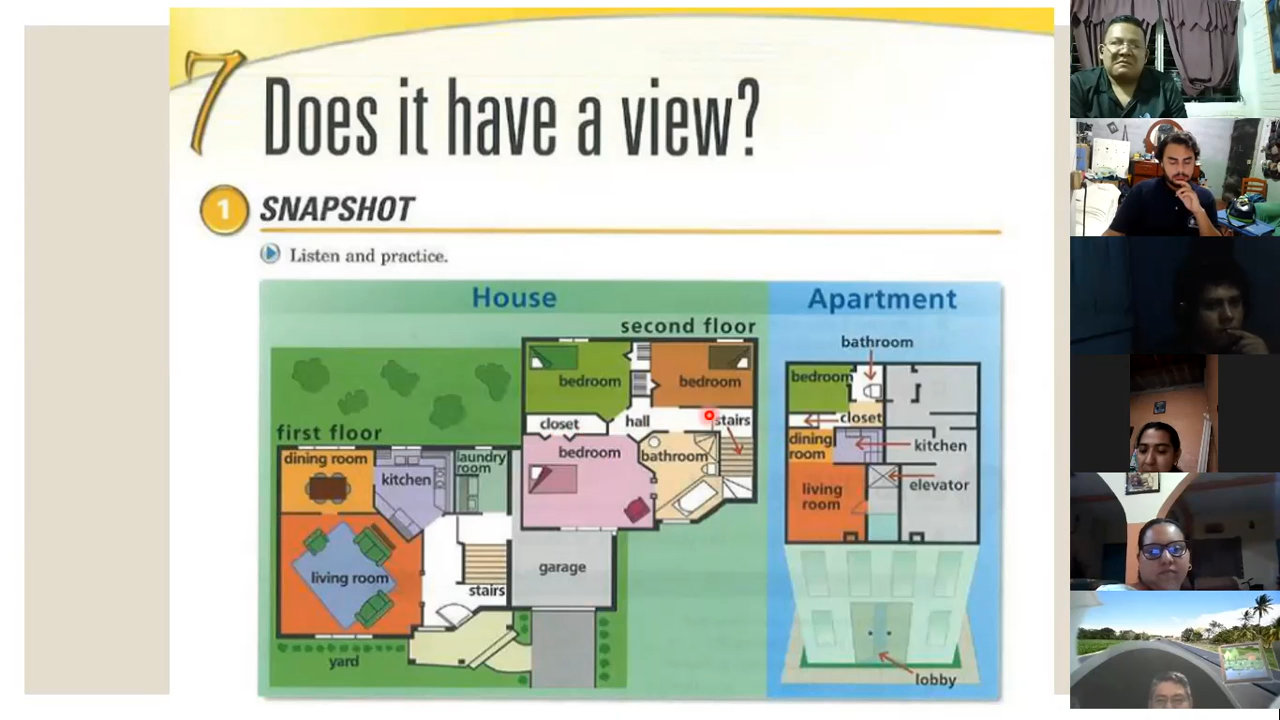 7
Does it have a view?
1 SNAPSHOT
Listen and practice.
House
Apartment
second floor
bathroom
bedroom
bedroom
bedroom
closet
hall
stairs
closet
first floor
dining room
kitchen
laundry
room
bedroom
bathroom
dining
room
kitchen
living
room
elevator
living room
garage
stairs
yard
lobby